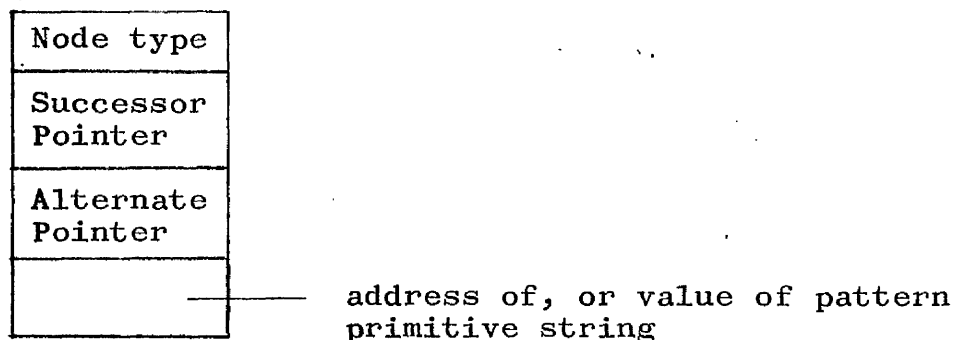 Node type
Successor
Pointer
Alternate
Pointer
address of, or value of pattern
primitive string